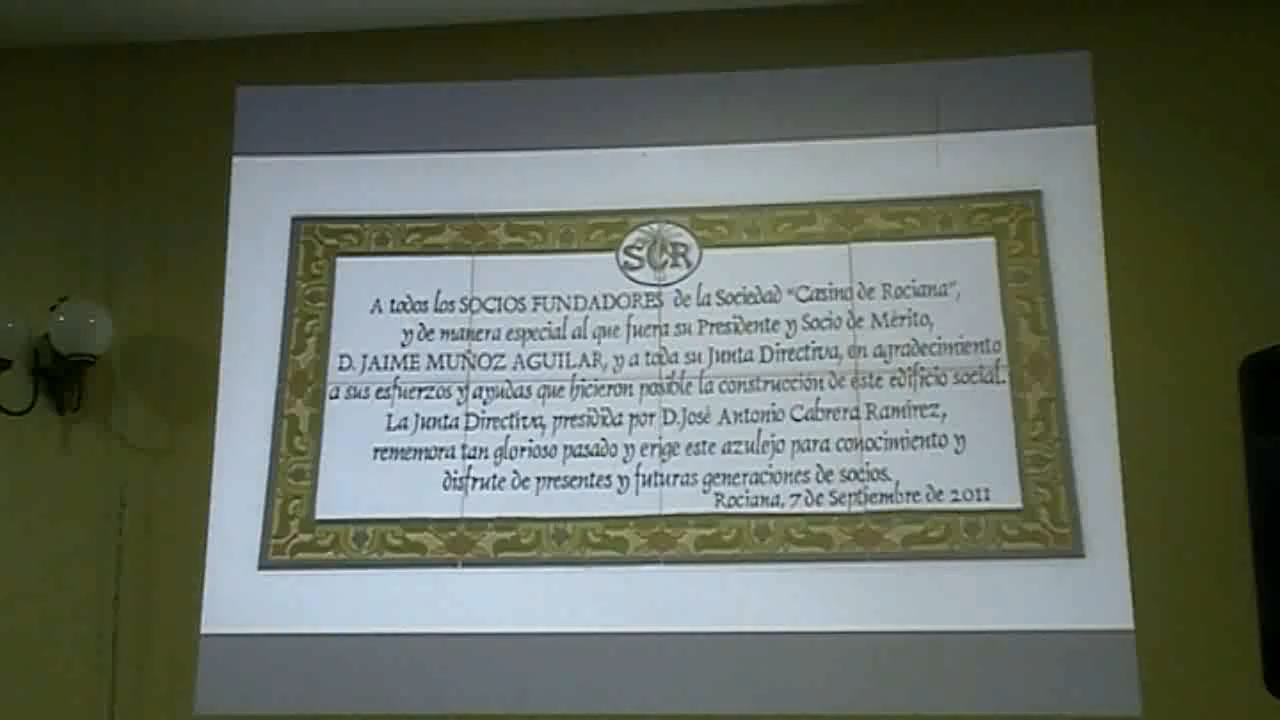 SCR
A todos los SOCIOS FUNDADORES de la Sociedad "Casino de Rociana",
y de manera especial al que fuera su Presidente y Socio de Mérito,
D. JAIME MUÑOZ AGUILAR, y a toda su Junta Directiva, en agradecimiento
a sus esfuerzos y ayudas que hicieron posible la construcción de éste edificio social.
La Junta Directiva, presidida por D. José Antonio Cabrera Ramírez,
rememora tan glorioso pasado y erige este azulejo para conocimiento y
disfrute de presentes y futuras generaciones de socios.
Rociana, 7 de Septiembre de 2011